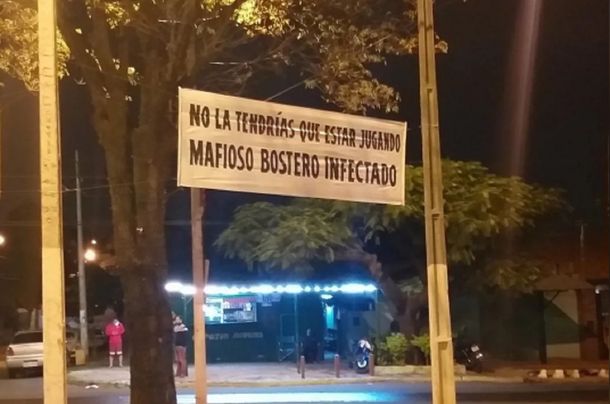 NO LA TENDRÍAS QUE ESTAR JUGANDO
MAFIOSO BOSTERO INFECTADO